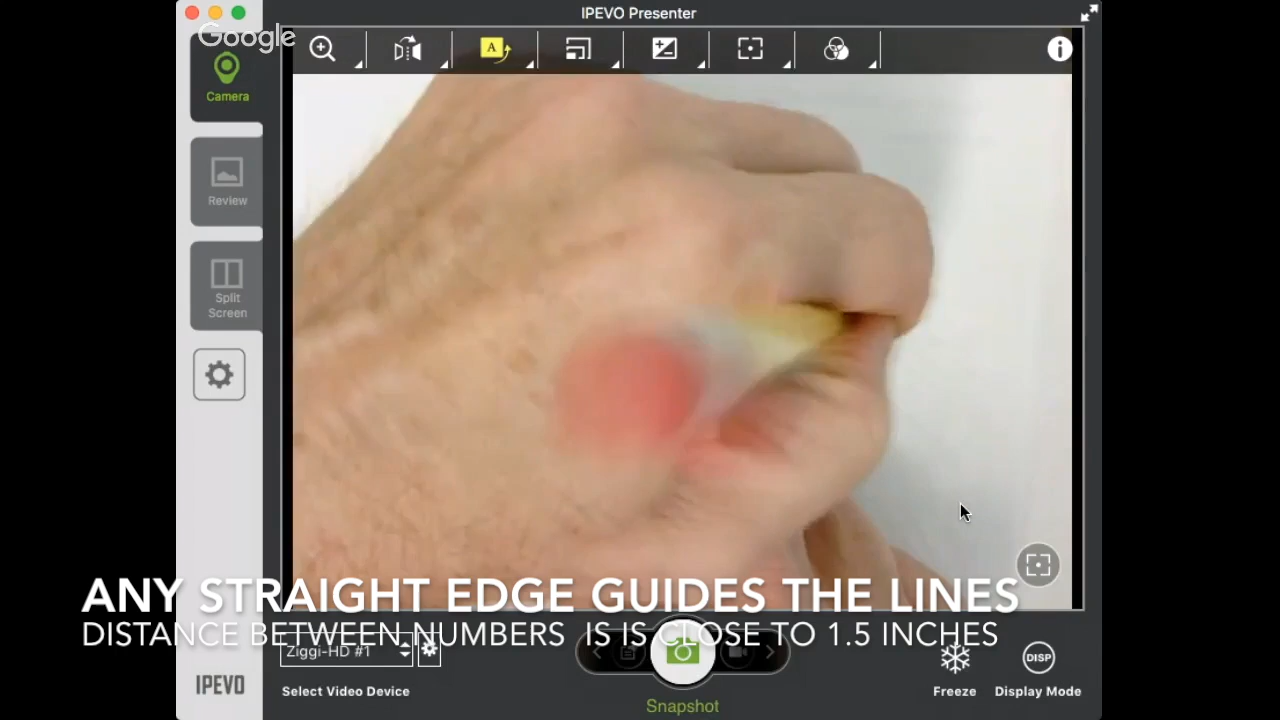 IPEVO Presenter
Google
A
Camera
Review
Split
Screen
ANY STRAIGHT EDGE GUIDES THE LINES
DISTANCE BETWEEN NUMBERS IS IS CLOSE TO 1.5 INCHES
Ziggi-HD #1
DISP
IPEVO
Select Video Device
Snapshot
Freeze
Display Mode